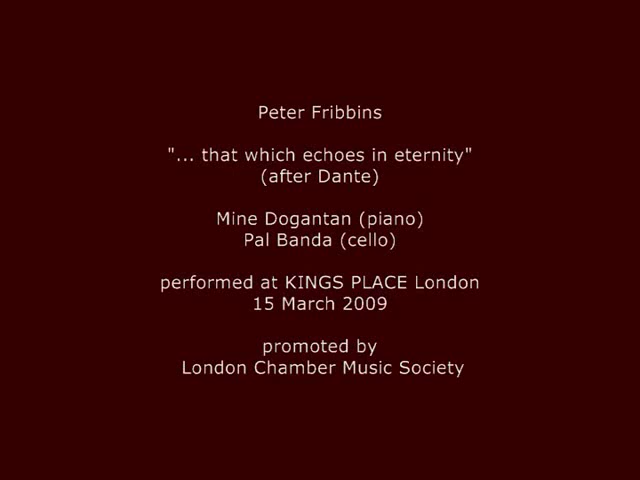 Peter Fribbins
"... that which echoes in eternity"
(after Dante)
Mine Dogantan (piano)
Pal Banda (cello)
performed at KINGS PLACE London
15 March 2009
promoted by
London Chamber Music Society